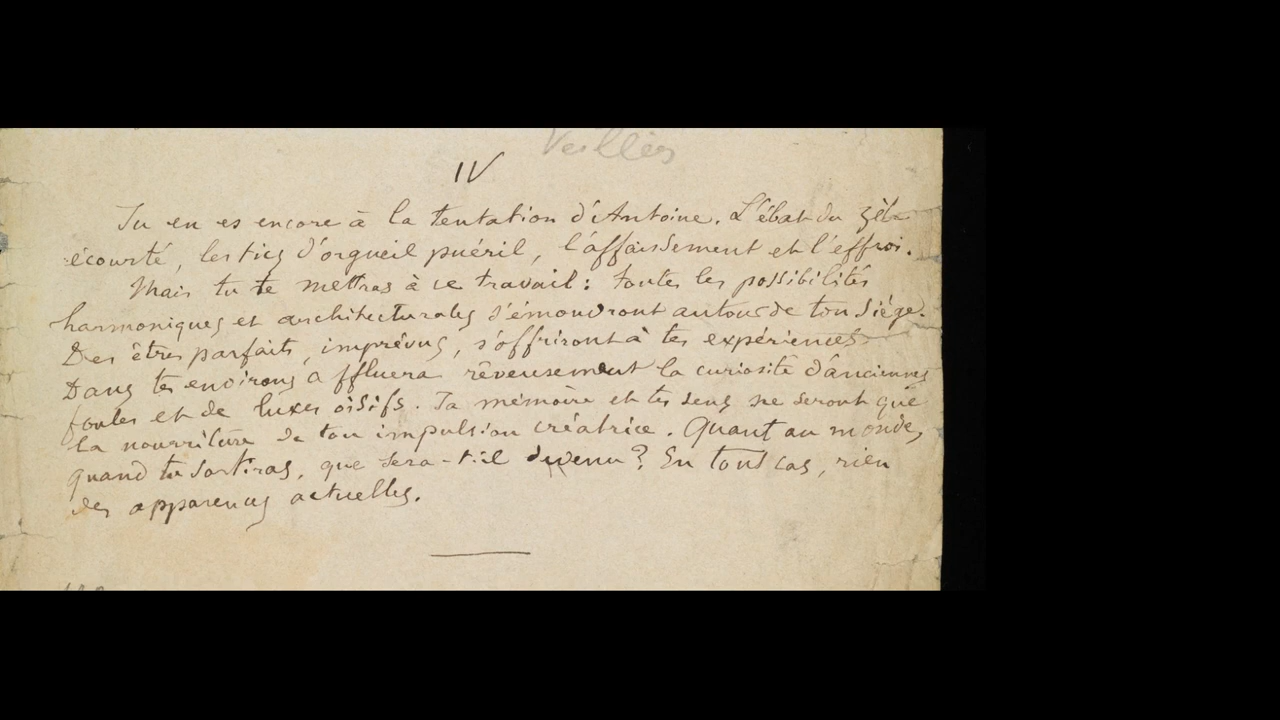 Veillées
IV
Tu en es encore à la tentation d'Antoine. L'ébat du zèle
écourté, les tics d'orgueil puéril, l'affaissement et l'effroi.
Mais tu te mettras à ce travail : toutes les possibilités
harmoniques et architecturales s'émouvront autour de ton siége.
Des êtres parfaits, imprévus, s'offriront à tes expériences.
Dans tes environs affluera rêveusement la curiosité d'anciennes
foules et de luxes oisifs. Ta mémoire et tes sens ne seront que
la nourriture de ton impulsion créatrice. Quant au monde,
quand tu sortiras, que sera-t-il devenu ? En tout cas, rien
des apparences actuelles.